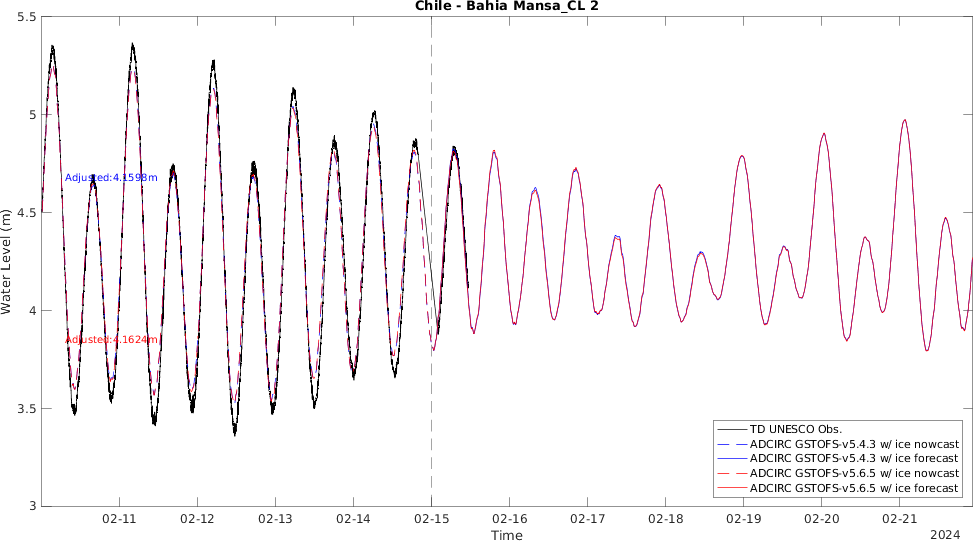 Chile - Bahia Mansa_CL 2
5.5
5
4.5
4
3.5
3
Water Level (m)
Adjusted:4.1598m
Adjusted:4.1624m
TD UNESCO Obs.
ADCIRC GSTOFS-v5.4.3 w/ ice nowcast
ADCIRC GSTOFS-v5.4.3 w/ ice forecast
ADCIRC GSTOFS-v5.6.5 w/ ice nowcast
ADCIRC GSTOFS-v5.6.5 w/ ice forecast
02-11 02-12 02-13 02-14 02-15 02-16 02-17 02-18 02-19 02-20 02-21
Time
2024